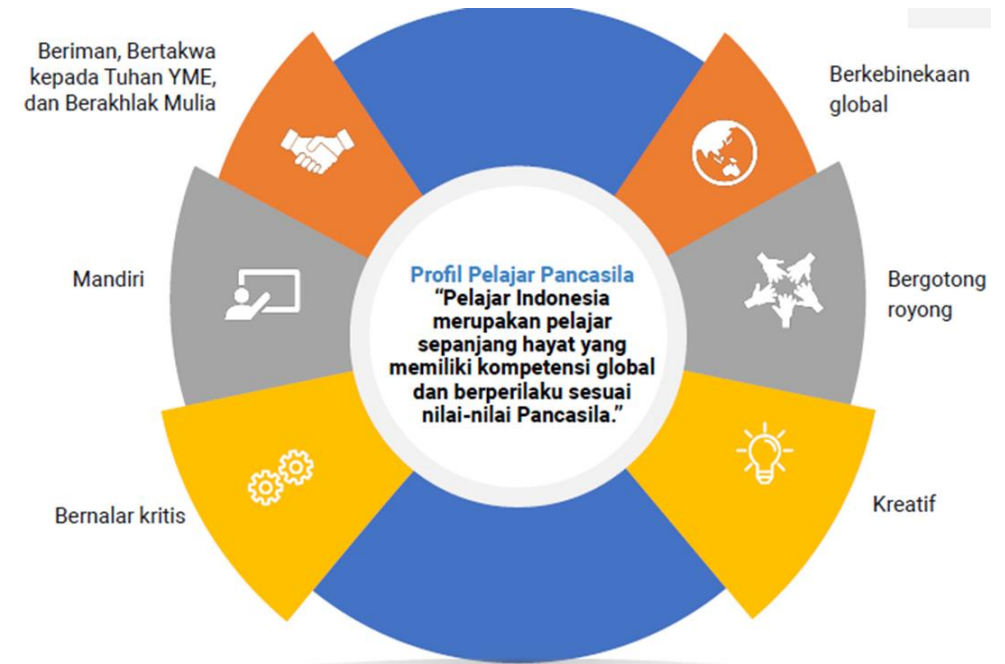 Beriman, Bertakwa
kepada Tuhan YME,
dan Berakhlak Mulia
Berkebinekaan
global
Mandiri
Profil Pelajar Pancasila
“Pelajar Indonesia
merupakan pelajar
sepanjang hayat yang
memiliki kompetensi global
dan berperilaku sesuai
nilai-nilai Pancasila.”
Bergotong
royong
Bernalar kritis
Kreatif